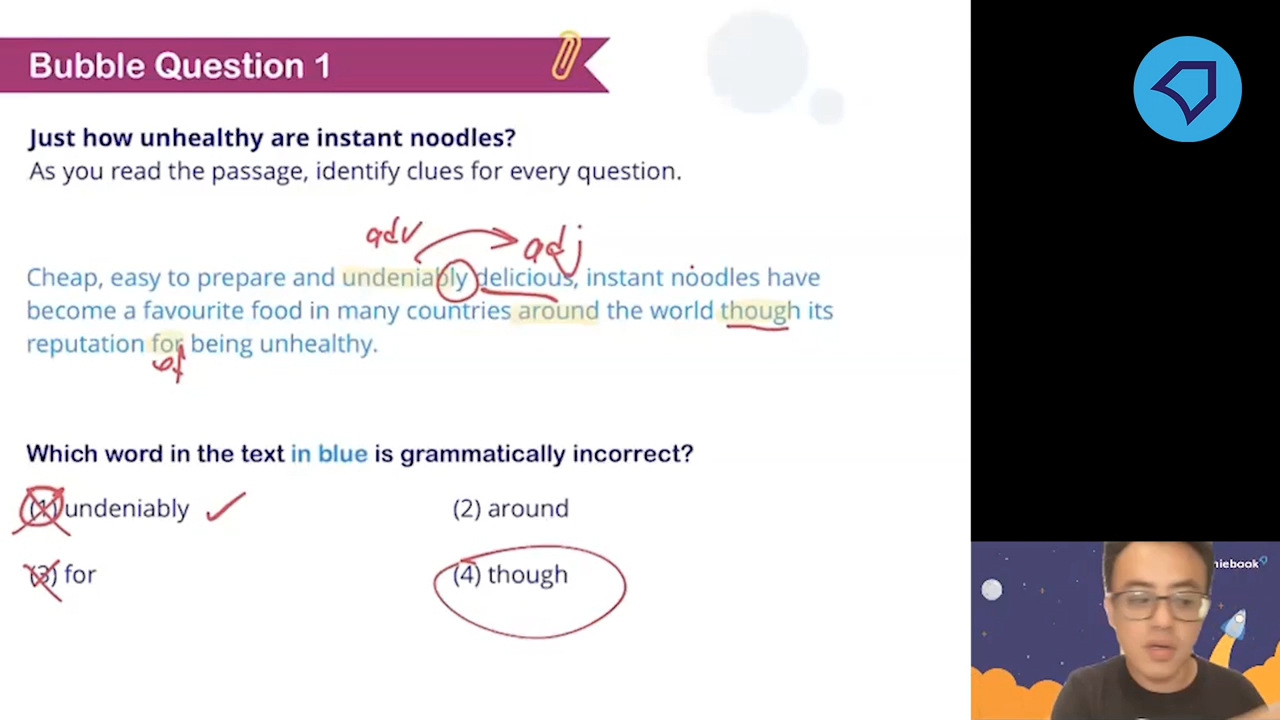 Bubble Question 1
Just how unhealthy are instant noodles?
As you read the passage, identify clues for every question.
adv adj
Cheap, easy to prepare and undeniably delicious, instant noodles have
become a favourite food in many countries around the world though its
reputation for being unhealthy.
of
Which word in the text in blue is grammatically incorrect?
(1) undeniably (2) around
(3) for (4) though
niebook